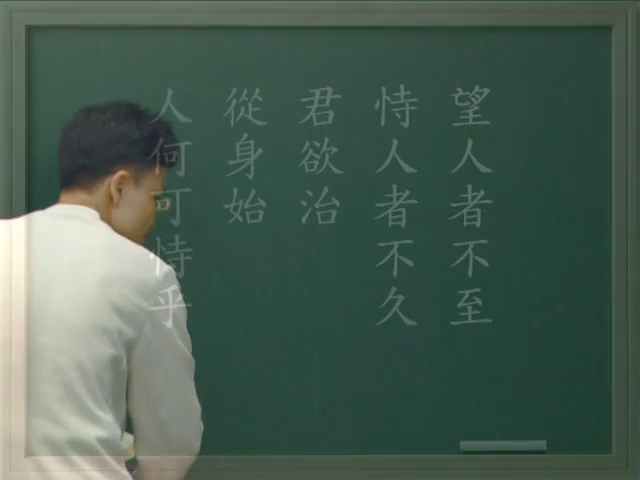 望人者不至
恃人者不久
君欲治
從身始
人何可恃乎